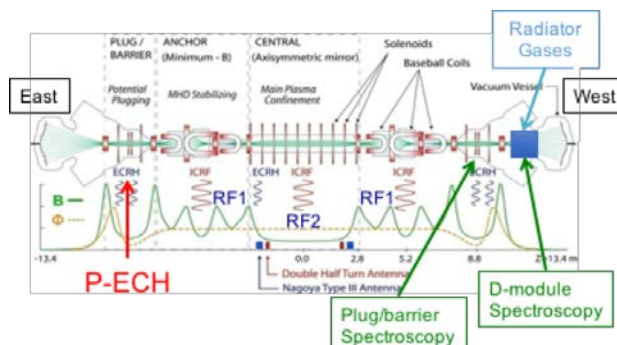 PLUG /
BARRIER
ANCHOR
(Minimum - B)
CENTRAL
(Axisymmetric mirror)
Solenoids
Baseball Coils
Radiator
Gases
East
Potential
Plugging
MHD Stabilizing
Main Plasma
Confinement
Vacuum Vessel
West
ECRH
ICRF
ECRH
ICRF
ICRF
ECRH
B
Φ
RF1
RF2
RF1
-13.4
0.0
2.8
5.2
8.8
Z=13.4 m
P-ECH
Double Half Turn Antenna
Nagoya Type III Antenna
Plug/barrier
Spectroscopy
D-module
Spectroscopy